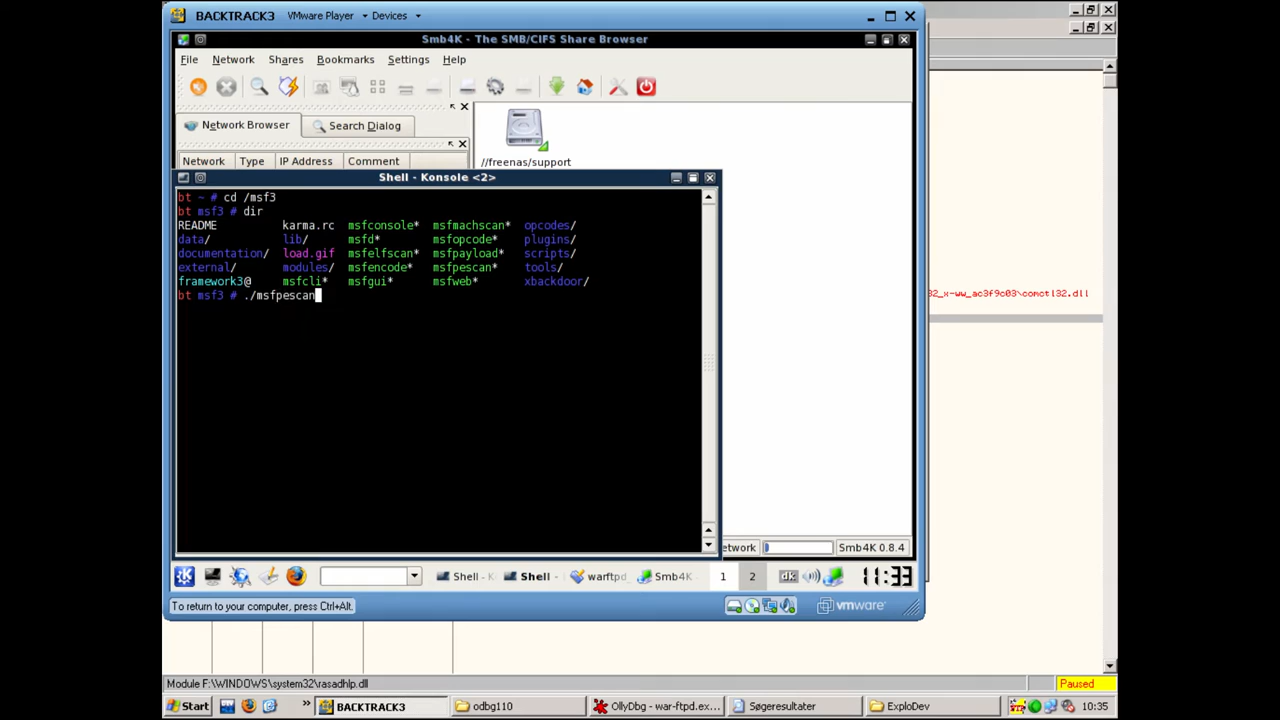 BACKTRACK3 VMware Player Devices
Smb4K - The SMB/CIFS Share Browser
File Network Shares Bookmarks Settings Help
Network Browser Search Dialog
Network Type IP Address Comment
//freenas/support
Shell - Konsole <2>
bt ~ # cd /msf3
bt msf3 # dir
README karma.rc msfconsole* msfmachscan* opcodes/
data/ lib/ msfd* msfopcode* plugins/
documentation/ load.gif msfelfscan* msfpayload* scripts/
external/ modules/ msfencode* msfpescan* tools/
framework3@ msfcli* msfgui* msfweb* xbackdoor/
bt msf3 # ./msfpescan
32_x-ww_ac3f9c03\comctl32.dll
etwork Smb4K 0.8.4
Shell - K Shell - warftpd Smb4K 1 2 dk 11:33
To return to your computer, press Ctrl+Alt.
vmware
Module F:\WINDOWS\system32\rasadhlp.dll Paused
Start » BACKTRACK3 odbg110 OllyDbg - war-ftpd.ex... Søgeresultater ExploDev 10:35